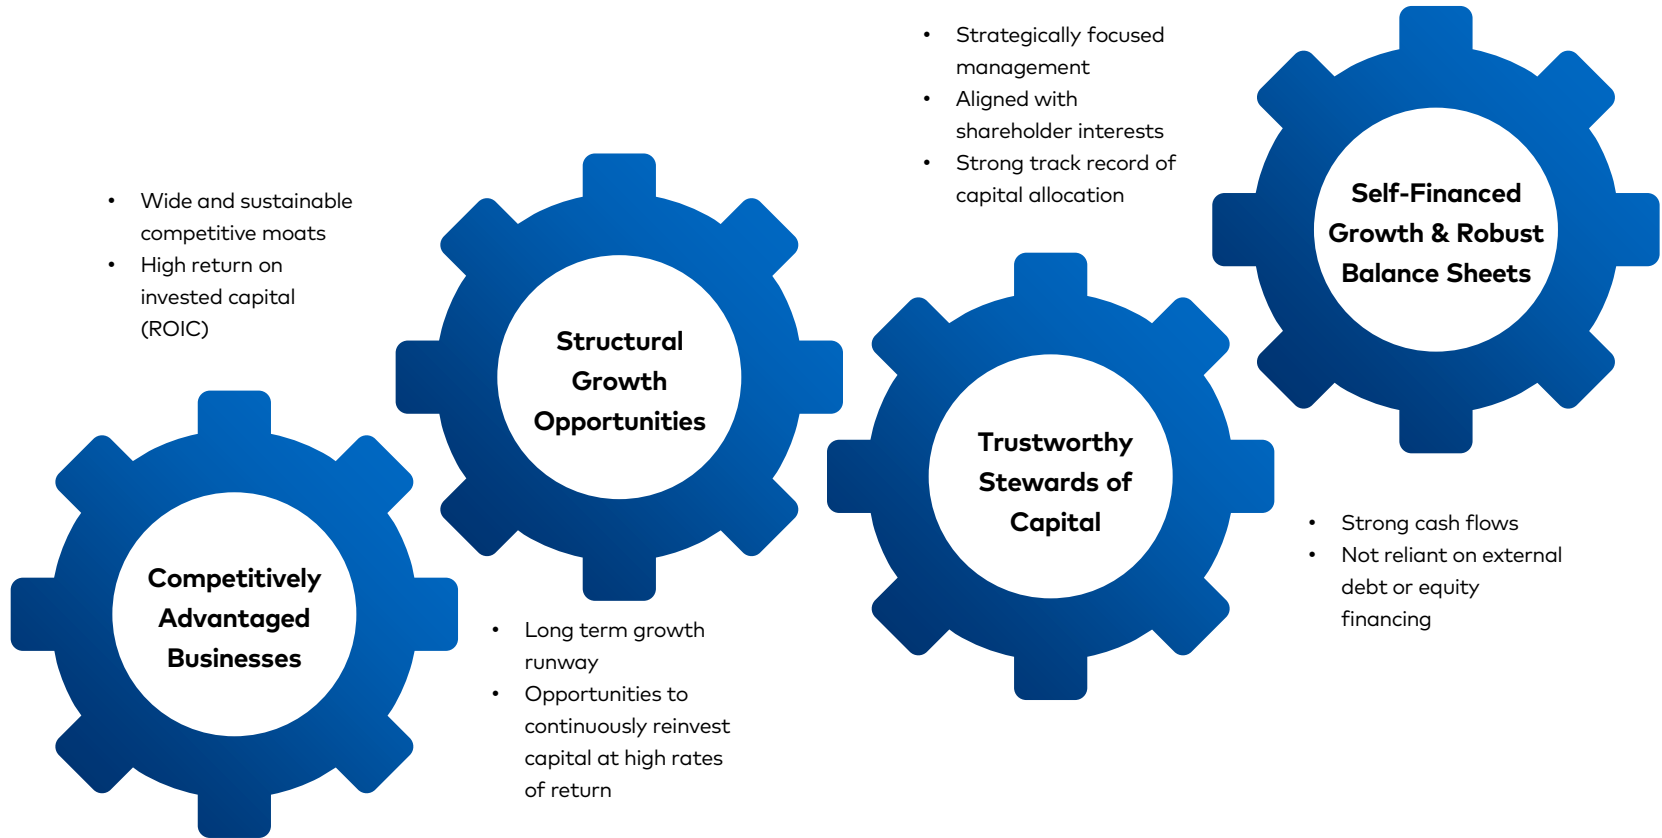 • Wide and sustainable
competitive moats
• High return on
invested capital
(ROIC)
Competitively
Advantaged
Businesses
Structural
Growth
Opportunities
• Long term growth
runway
• Opportunities to
continuously reinvest
capital at high rates
of return
• Strategically focused
management
• Aligned with
shareholder interests
• Strong track record of
capital allocation
Trustworthy
Stewards of
Capital
Self-Financed
Growth & Robust
Balance Sheets
• Strong cash flows
• Not reliant on external
debt or equity
financing